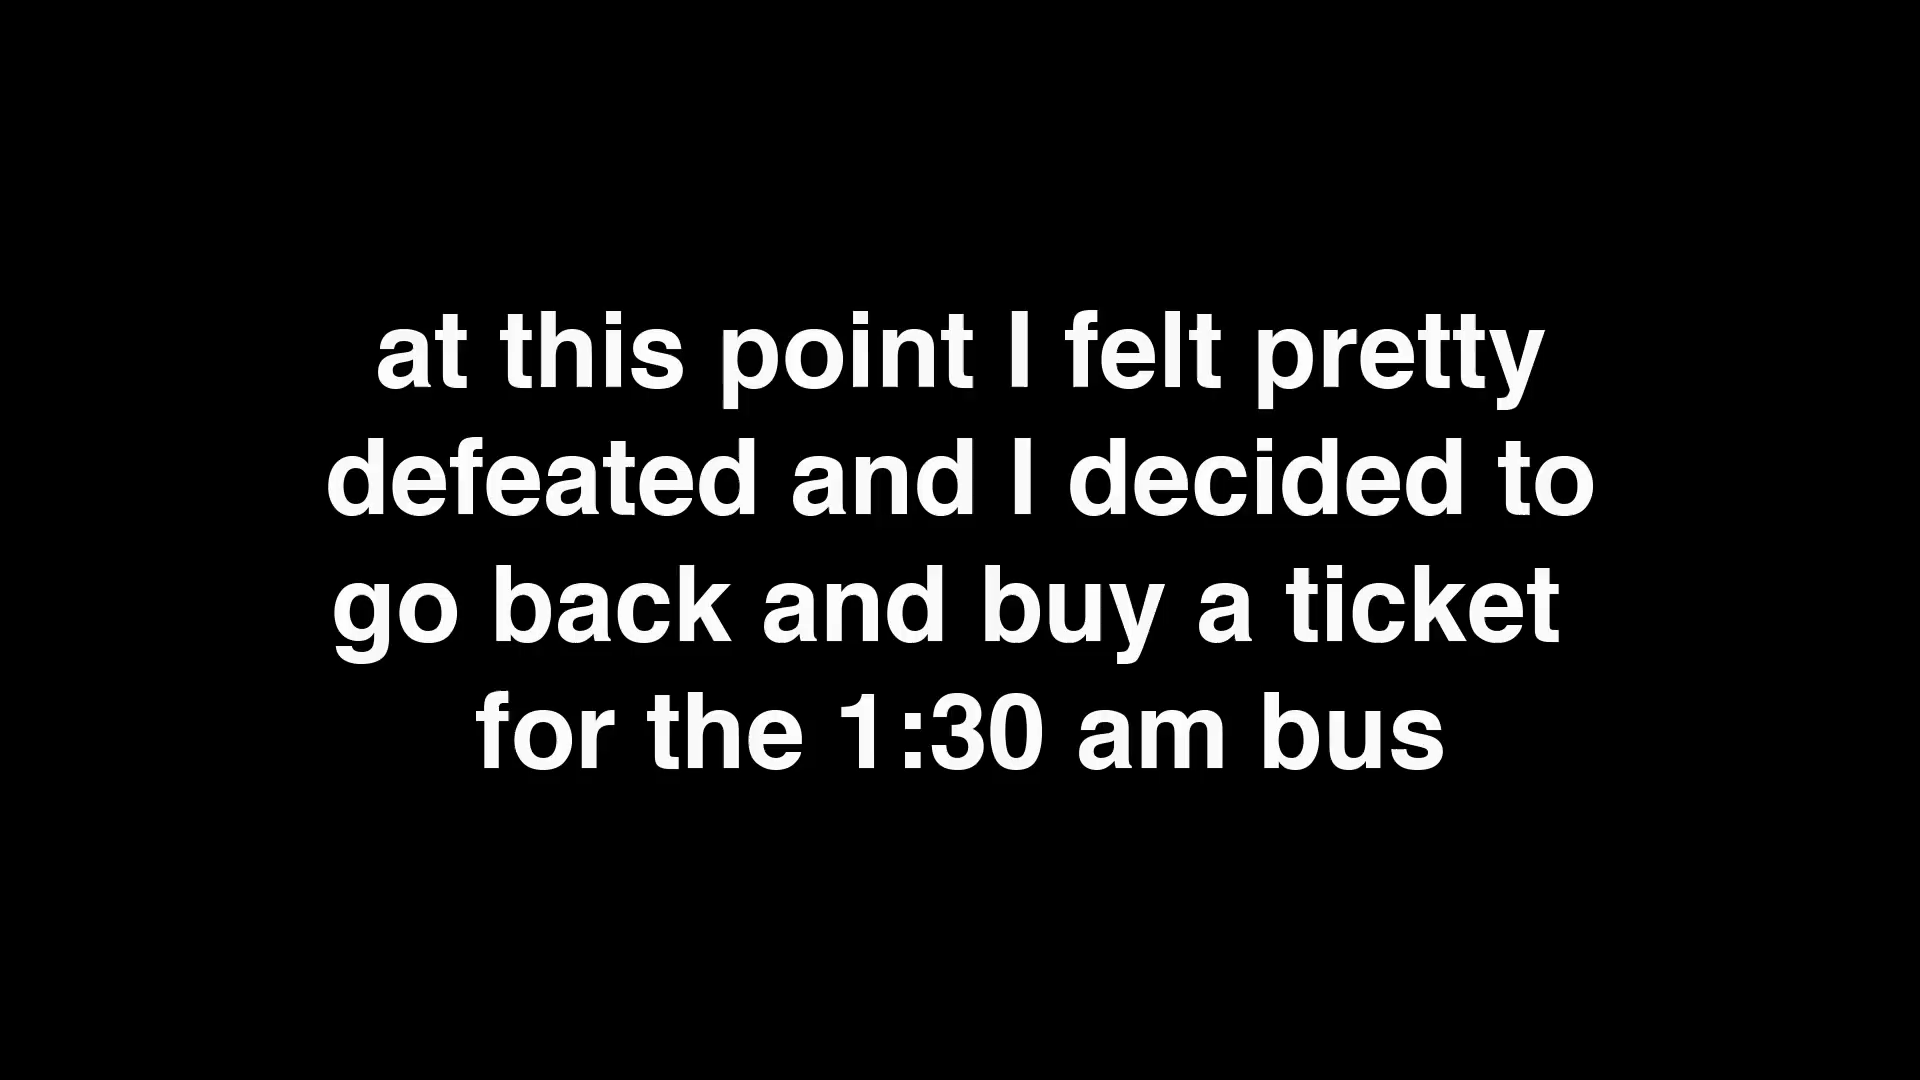 at this point I felt pretty
defeated and I decided to
go back and buy a ticket
for the 1:30 am bus